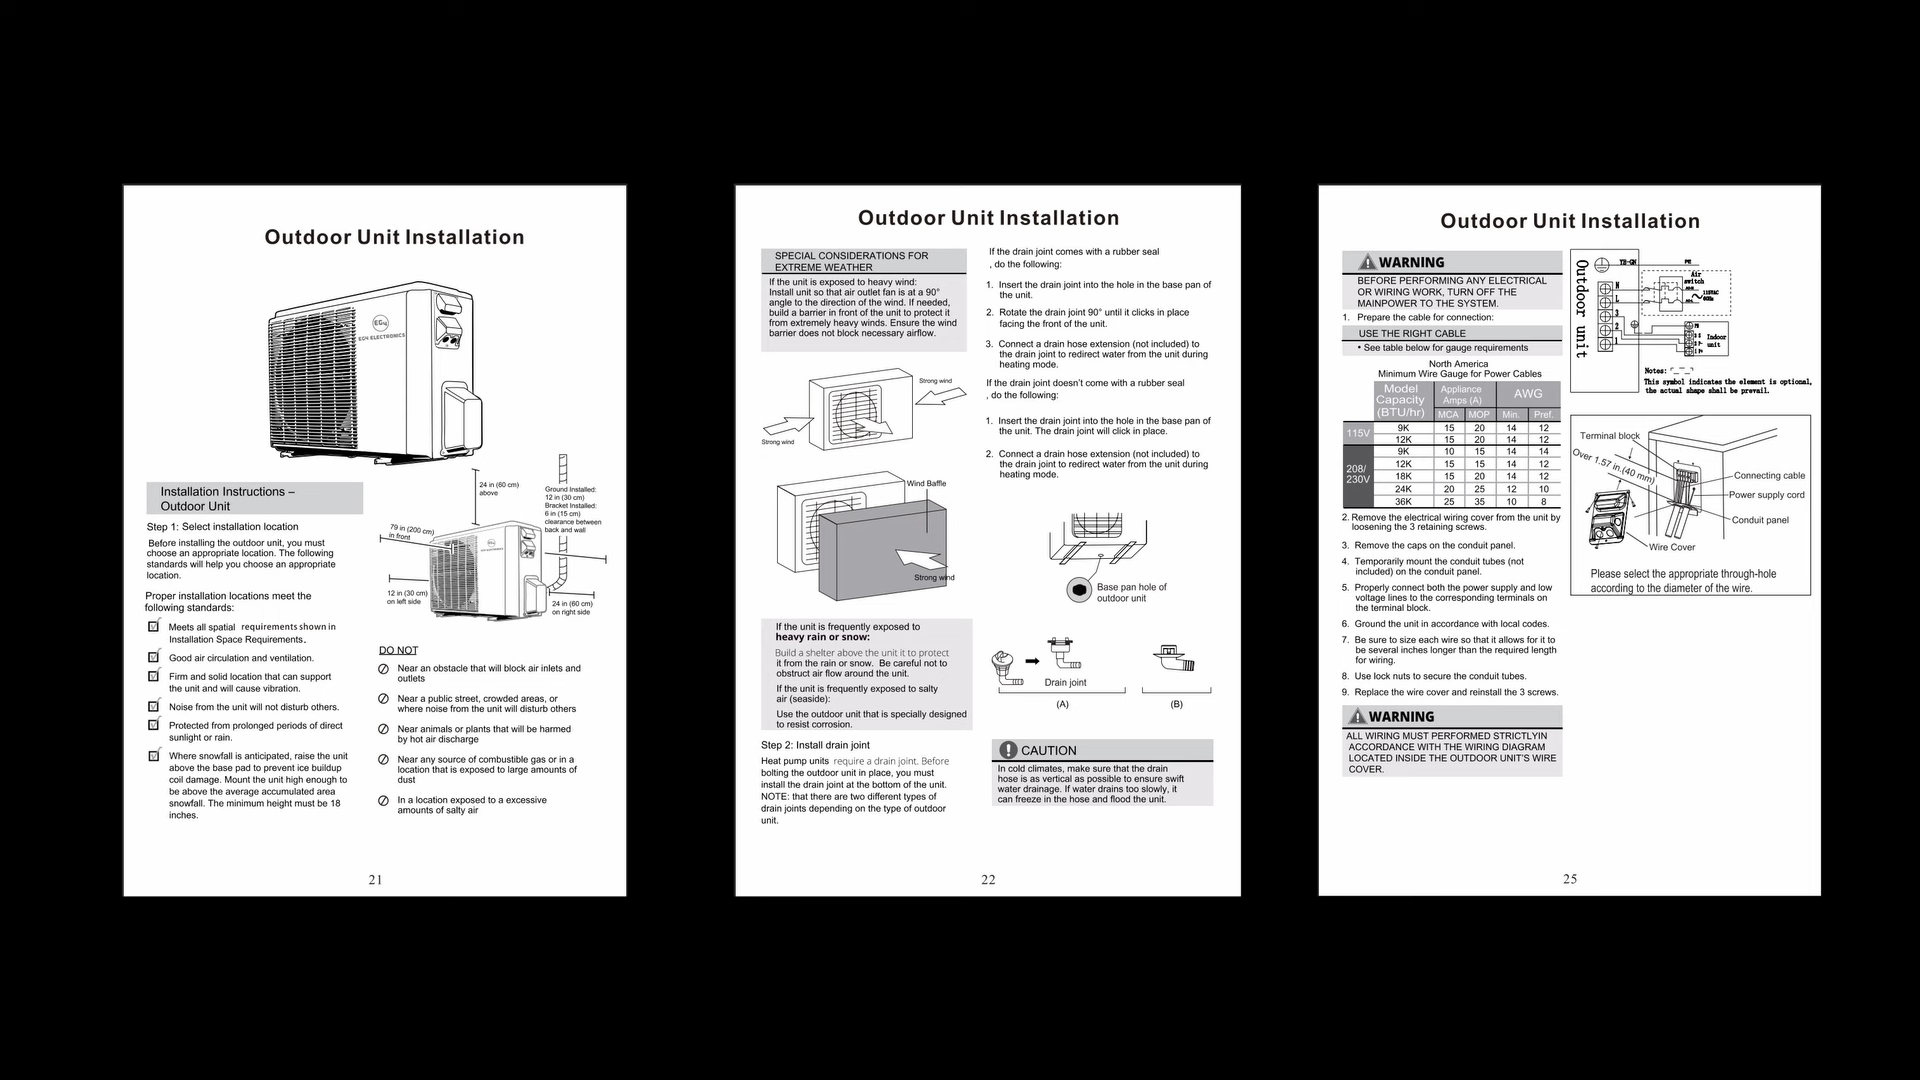 Outdoor Unit Installation
EG4
EG4 ELECTRONICS
Installation Instructions –
Outdoor Unit
Step 1: Select installation location
Before installing the outdoor unit, you must
choose an appropriate location. The following
standards will help you choose an appropriate
location.
Proper installation locations meet the
following standards:
Meets all spatial requirements shown in
Installation Space Requirements.
Good air circulation and ventilation.
Firm and solid location that can support
the unit and will cause vibration.
Noise from the unit will not disturb others.
Protected from prolonged periods of direct
sunlight or rain.
Where snowfall is anticipated, raise the unit
above the base pad to prevent ice buildup
coil damage. Mount the unit high enough to
be above the average accumulated area
snowfall. The minimum height must be 18
inches.
24 in (60 cm)
above
Ground Installed:
12 in (30 cm)
Bracket Installed:
6 in (15 cm)
clearance between
back and wall
79 in (200 cm)
in front
EG4
EG4 ELECTRONICS
12 in (30 cm)
on left side
24 in (60 cm)
on right side
DO NOT
Near an obstacle that will block air inlets and
outlets
Near a public street, crowded areas, or
where noise from the unit will disturb others
Near animals or plants that will be harmed
by hot air discharge
Near any source of combustible gas or in a
location that is exposed to large amounts of
dust
In a location exposed to a excessive
amounts of salty air
21
Outdoor Unit Installation
SPECIAL CONSIDERATIONS FOR
EXTREME WEATHER
If the unit is exposed to heavy wind:
Install unit so that air outlet fan is at a 90°
angle to the direction of the wind. If needed,
build a barrier in front of the unit to protect it
from extremely heavy winds. Ensure the wind
barrier does not block necessary airflow.
Strong wind
Strong wind
Wind Baffle
Strong wind
If the unit is frequently exposed to
heavy rain or snow:
Build a shelter above the unit it to protect
it from the rain or snow. Be careful not to
obstruct air flow around the unit.
If the unit is frequently exposed to salty
air (seaside):
Use the outdoor unit that is specially designed
to resist corrosion.
Step 2: Install drain joint
Heat pump units require a drain joint. Before
bolting the outdoor unit in place, you must
install the drain joint at the bottom of the unit.
NOTE: that there are two different types of
drain joints depending on the type of outdoor
unit.
If the drain joint comes with a rubber seal
, do the following:
1. Insert the drain joint into the hole in the base pan of
the unit.
2. Rotate the drain joint 90° until it clicks in place
facing the front of the unit.
3. Connect a drain hose extension (not included) to
the drain joint to redirect water from the unit during
heating mode.
If the drain joint doesn't come with a rubber seal
, do the following:
1. Insert the drain joint into the hole in the base pan of
the unit. The drain joint will click in place.
2. Connect a drain hose extension (not included) to
the drain joint to redirect water from the unit during
heating mode.
Base pan hole of
outdoor unit
Drain joint
(A)
(B)
CAUTION
In cold climates, make sure that the drain
hose is as vertical as possible to ensure swift
water drainage. If water drains too slowly, it
can freeze in the hose and flood the unit.
22
Outdoor Unit Installation
WARNING
BEFORE PERFORMING ANY ELECTRICAL
OR WIRING WORK, TURN OFF THE
MAINPOWER TO THE SYSTEM.
1. Prepare the cable for connection:
USE THE RIGHT CABLE
• See table below for gauge requirements
North America
Minimum Wire Gauge for Power Cables
Model Capacity (BTU/hr) Appliance Amps (A) AWG
MCA MOP Min. Pref.
115V
9K 15 20 14 12
12K 15 20 14 12
208/230V
9K 10 15 14 14
12K 15 15 14 12
18K 15 20 14 12
24K 20 25 12 10
36K 25 35 10 8
2. Remove the electrical wiring cover from the unit by
loosening the 3 retaining screws.
3. Remove the caps on the conduit panel.
4. Temporarily mount the conduit tubes (not
included) on the conduit panel.
5. Properly connect both the power supply and low
voltage lines to the corresponding terminals on
the terminal block.
6. Ground the unit in accordance with local codes.
7. Be sure to size each wire so that it allows for it to
be several inches longer than the required length
for wiring.
8. Use lock nuts to secure the conduit tubes.
9. Replace the wire cover and reinstall the 3 screws.
WARNING
ALL WIRING MUST PERFORMED STRICTLYIN
ACCORDANCE WITH THE WIRING DIAGRAM
LOCATED INSIDE THE OUTDOOR UNIT'S WIRE
COVER.
Outdoor unit
YE-GN
PE
Air
switch
115VAC
60Hz
N
L
3
2
1
Indoor
unit
Notes:
This symbol indicates the element is optional,
the actual shape shall be prevail.
Terminal block
Over 1.57 in.(40 mm)
Connecting cable
Power supply cord
Conduit panel
Wire Cover
Please select the appropriate through-hole
according to the diameter of the wire.
25